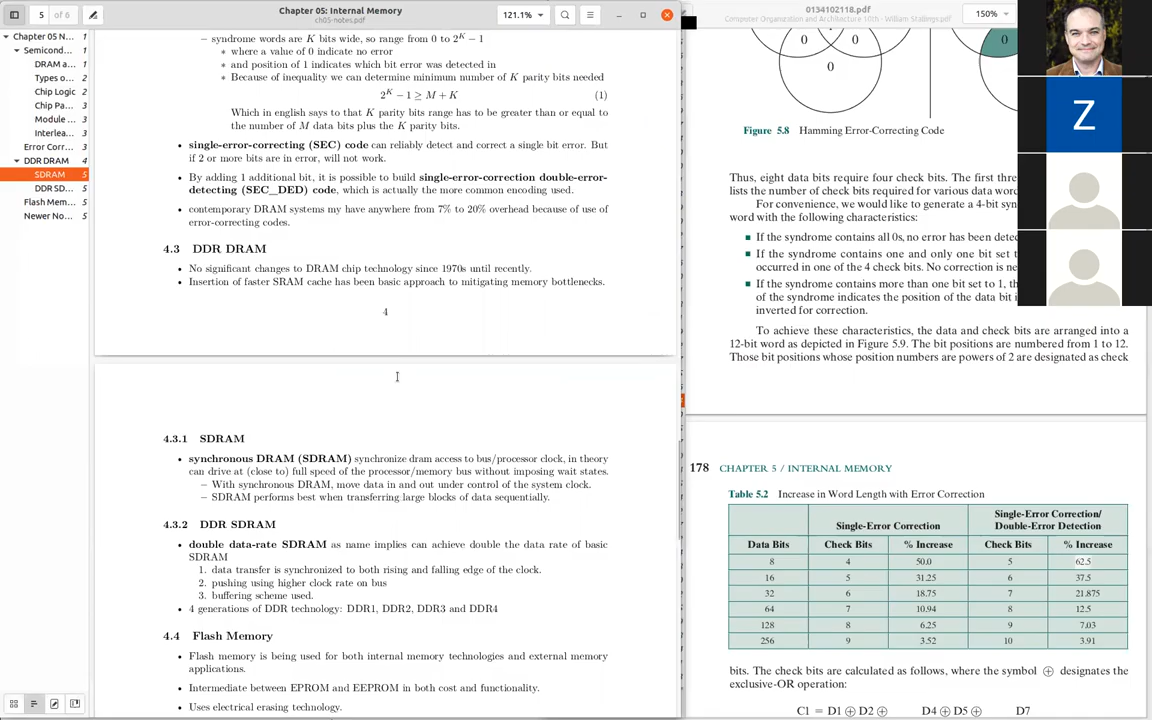 5 of 6
Chapter 05: Internal Memory
ch05-notes.pdf
121.1%
0134102118.pdf
Computer Organization and Architecture 10th - William Stallings.pdf
150%
Chapter 05 N... 1
Semicond... 1
DRAM a... 1
Types o... 2
Chip Logic 2
Chip Pa... 3
Module ... 3
Interlea... 3
Error Corr... 3
DDR DRAM 4
SDRAM 5
DDR SD... 5
Flash Mem... 5
Newer No... 5
– syndrome words are K bits wide, so range from 0 to 2^K − 1
∗ where a value of 0 indicate no error
∗ and position of 1 indicates which bit error was detected in
∗ Because of inequality we can determine minimum number of K parity bits needed
2^K − 1 ≥ M + K (1)
Which in english says to that K parity bits range has to be greater than or equal to
the number of M data bits plus the K parity bits.
• single-error-correcting (SEC) code can reliably detect and correct a single bit error. But
if 2 or more bits are in error, will not work.
• By adding 1 additional bit, it is possible to build single-error-correction double-error-
detecting (SEC_DED) code, which is actually the more common encoding used.
• contemporary DRAM systems my have anywhere from 7% to 20% overhead because of use of
error-correcting codes.
4.3 DDR DRAM
• No significant changes to DRAM chip technology since 1970s until recently.
• Insertion of faster SRAM cache has been basic approach to mitigating memory bottlenecks.
4
4.3.1 SDRAM
• synchronous DRAM (SDRAM) synchronize dram access to bus/processor clock, in theory
can drive at (close to) full speed of the processor/memory bus without imposing wait states.
– With synchronous DRAM, move data in and out under control of the system clock.
– SDRAM performs best when transferring large blocks of data sequentially.
4.3.2 DDR SDRAM
• double data-rate SDRAM as name implies can achieve double the data rate of basic
SDRAM
1. data transfer is synchronized to both rising and falling edge of the clock.
2. pushing using higher clock rate on bus
3. buffering scheme used.
• 4 generations of DDR technology: DDR1, DDR2, DDR3 and DDR4
4.4 Flash Memory
• Flash memory is being used for both internal memory technologies and external memory
applications.
• Intermediate between EPROM and EEPROM in both cost and functionality.
• Uses electrical erasing technology.
0 0 0
0
Figure 5.8 Hamming Error-Correcting Code
Z
Thus, eight data bits require four check bits. The first thre
lists the number of check bits required for various data word
For convenience, we would like to generate a 4-bit syn
word with the following characteristics:
■ If the syndrome contains all 0s, no error has been detec
■ If the syndrome contains one and only one bit set t
occurred in one of the 4 check bits. No correction is ne
■ If the syndrome contains more than one bit set to 1, th
of the syndrome indicates the position of the data bit i
inverted for correction.
To achieve these characteristics, the data and check bits are arranged into a
12-bit word as depicted in Figure 5.9. The bit positions are numbered from 1 to 12.
Those bit positions whose position numbers are powers of 2 are designated as check
178 CHAPTER 5 / INTERNAL MEMORY
Table 5.2 Increase in Word Length with Error Correction
Single-Error Correction Single-Error Correction/
Double-Error Detection
Data Bits Check Bits % Increase Check Bits % Increase
8 4 50.0 5 62.5
16 5 31.25 6 37.5
32 6 18.75 7 21.875
64 7 10.94 8 12.5
128 8 6.25 9 7.03
256 9 3.52 10 3.91
bits. The check bits are calculated as follows, where the symbol ⊕ designates the
exclusive-OR operation:
C1 = D1 ⊕ D2 ⊕ D4 ⊕ D5 ⊕ D7